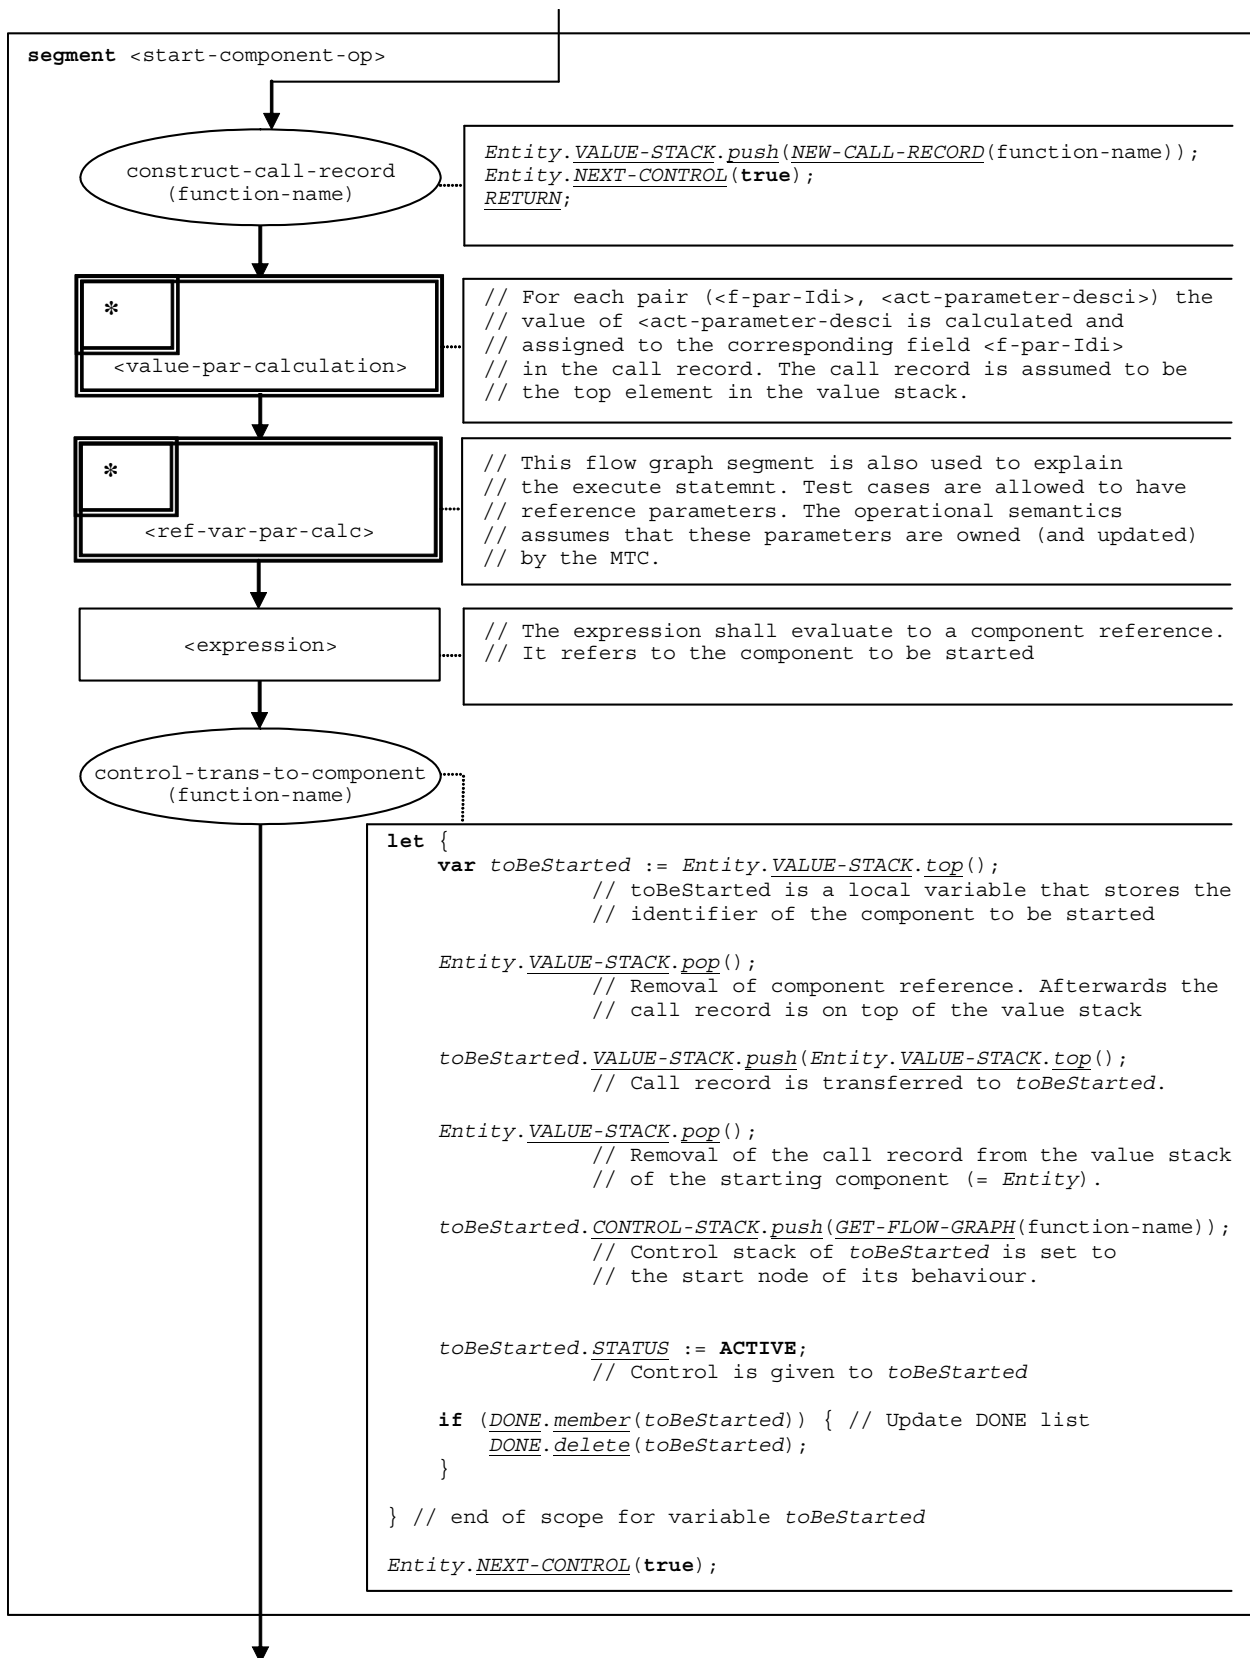 segment <start-component-op>
construct-call-record
(function-name)
Entity.VALUE-STACK.push(NEW-CALL-RECORD(function-name));
Entity.NEXT-CONTROL(true);
RETURN;
*
<value-par-calculation>
// For each pair (<f-par-Idi>, <act-parameter-desci>) the
// value of <act-parameter-desci is calculated and
// assigned to the corresponding field <f-par-Idi>
// in the call record. The call record is assumed to be
// the top element in the value stack.
*
<ref-var-par-calc>
// This flow graph segment is also used to explain
// the execute statemnt. Test cases are allowed to have
// reference parameters. The operational semantics
// assumes that these parameters are owned (and updated)
// by the MTC.
<expression>
// The expression shall evaluate to a component reference.
// It refers to the component to be started
control-trans-to-component
(function-name)
let {
var toBeStarted := Entity.VALUE-STACK.top();
// toBeStarted is a local variable that stores the
// identifier of the component to be started
Entity.VALUE-STACK.pop();
// Removal of component reference. Afterwards the
// call record is on top of the value stack
toBeStarted.VALUE-STACK.push(Entity.VALUE-STACK.top();
// Call record is transferred to toBeStarted.
Entity.VALUE-STACK.pop();
// Removal of the call record from the value stack
// of the starting component (= Entity).
toBeStarted.CONTROL-STACK.push(GET-FLOW-GRAPH(function-name));
// Control stack of toBeStarted is set to
// the start node of its behaviour.
toBeStarted.STATUS := ACTIVE;
// Control is given to toBeStarted
if (DONE.member(toBeStarted)) { // Update DONE list
DONE.delete(toBeStarted);
}
} // end of scope for variable toBeStarted
Entity.NEXT-CONTROL(true);